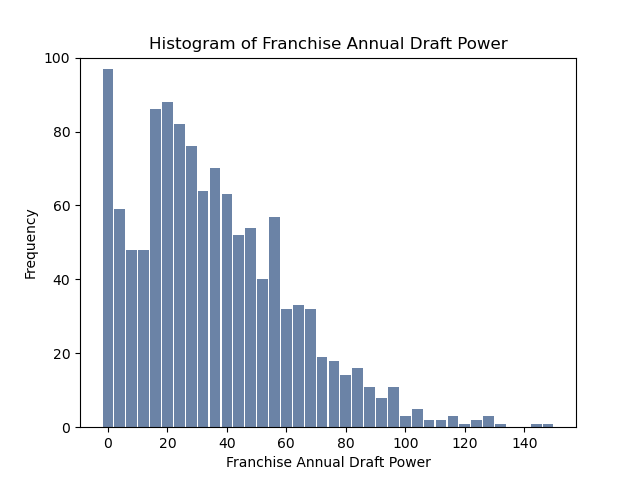 Histogram of Franchise Annual Draft Power
100
80
60
40
20
0
Frequency
0 20 40 60 80 100 120 140
Franchise Annual Draft Power